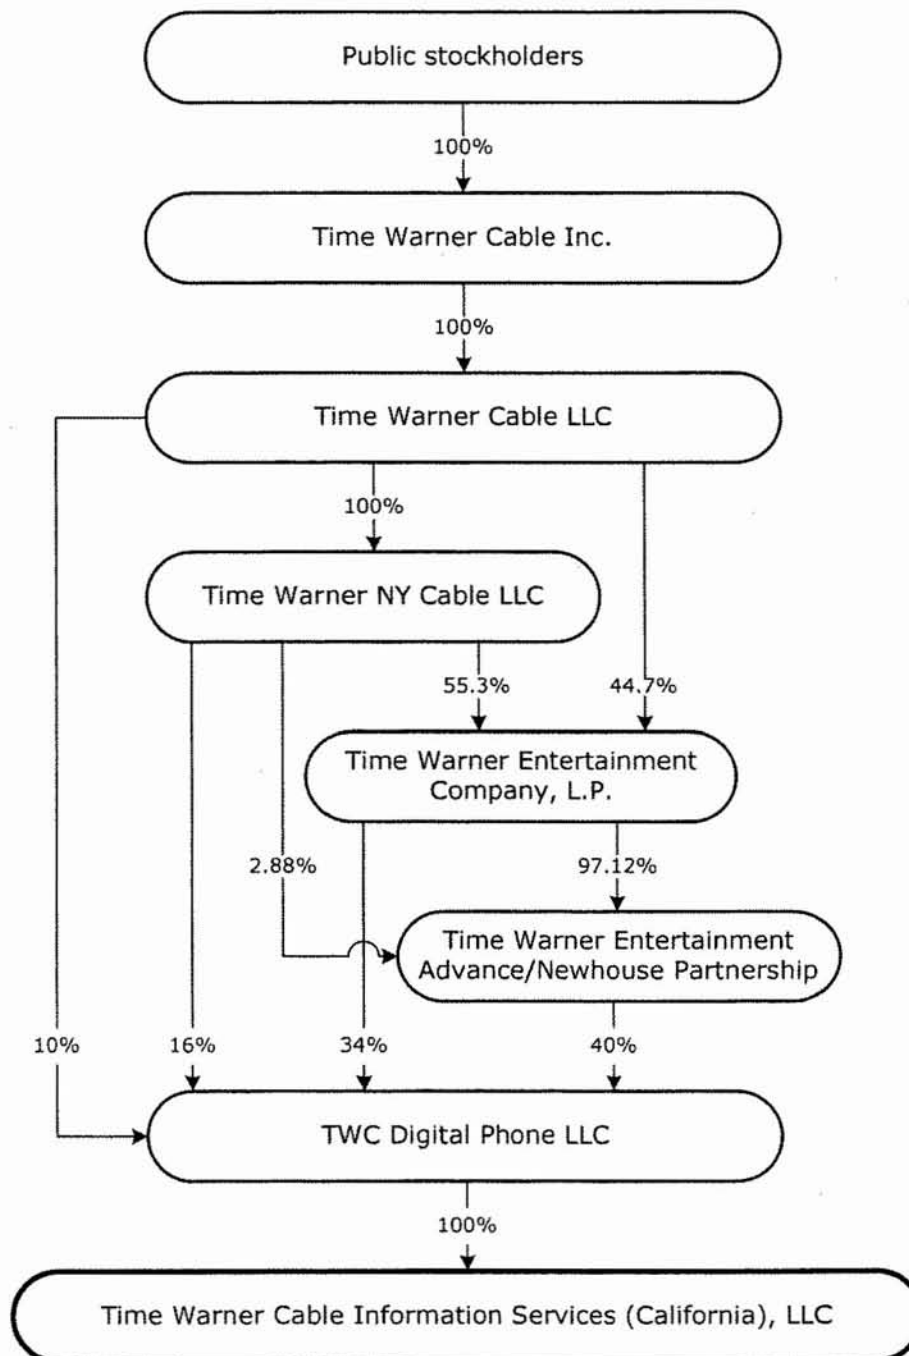 Public stockholders
100%
Time Warner Cable Inc.
100%
Time Warner Cable LLC
100%
Time Warner NY Cable LLC
55.3%
44.7%
Time Warner Entertainment
Company, L.P.
2.88%
97.12%
Time Warner Entertainment
Advance/Newhouse Partnership
10%
16%
34%
40%
TWC Digital Phone LLC
100%
Time Warner Cable Information Services (California), LLC